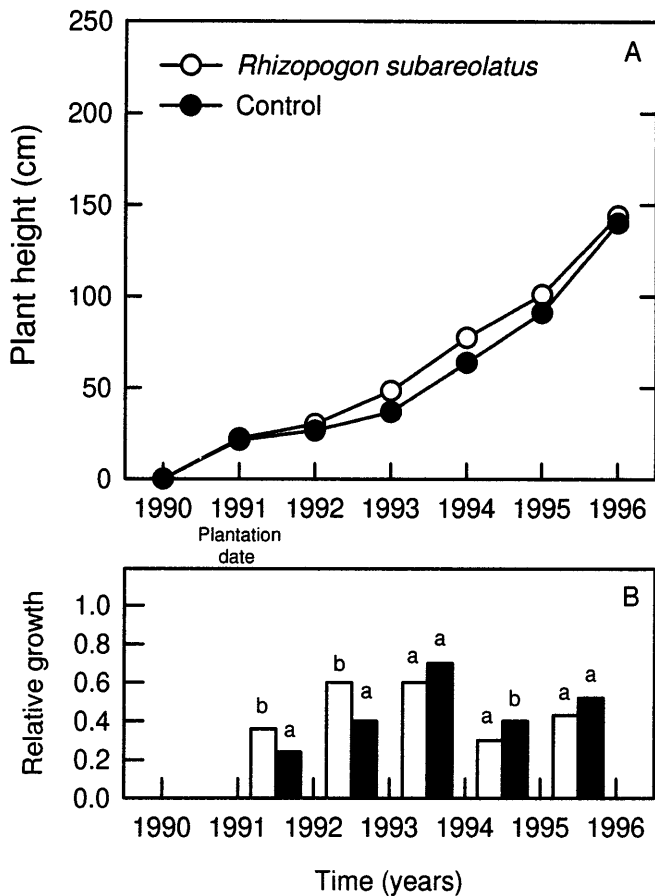 250
A
Rhizopogon subareolatus
200
Control
Plant height (cm)
150
100
50
0
1990 1991 1992 1993 1994 1995 1996
Plantation
date
B
1.0
0.8
0.6
0.4
0.2
0.0
Relative growth
b a b a a a a b a a
1990 1991 1992 1993 1994 1995 1996
Time (years)